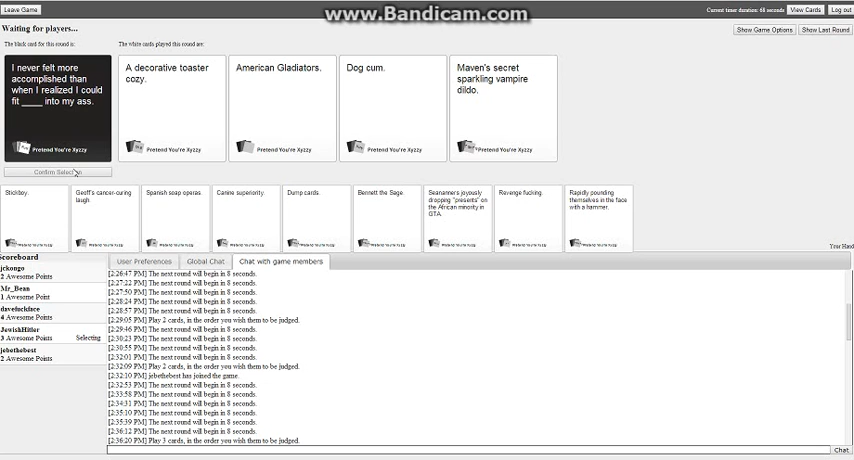 www.Bandicam.com
Leave Game
Current timer duration: 68 seconds
View Cards
Log out
Waiting for players...
Show Game Options
Show Last Round
The black card for this round is:
The white cards played this round are:
I never felt more
accomplished than
when I realized I could
fit ____ into my ass.
Pretend You're Xyzzy
A decorative toaster
cozy.
Pretend You're Xyzzy
American Gladiators.
Pretend You're Xyzzy
Dog cum.
Pretend You're Xyzzy
Maven's secret
sparkling vampire
dildo.
Pretend You're Xyzzy
Confirm Selection
Stickboy.
Geoff's cancer-curing
laugh
Spanish soap operas.
Canine superiority.
Dump cards.
Bennett the Sage.
Seananners joyously
dropping "presents" on
the African minority in
GTA.
Revenge fucking.
Rapidly pounding
themselves in the face
with a hammer.
Your Hand
Scoreboard
jckongo
2 Awesome Points
Mr_Bean
1 Awesome Point
davefuckface
4 Awesome Points
JewishHitler
3 Awesome Points
Selecting
jebethebest
2 Awesome Points
User Preferences
Global Chat
Chat with game members
[2:26:47 PM] The next round will begin in 8 seconds.
[2:27:22 PM] The next round will begin in 8 seconds.
[2:27:50 PM] The next round will begin in 8 seconds.
[2:28:24 PM] The next round will begin in 8 seconds.
[2:28:57 PM] The next round will begin in 8 seconds.
[2:29:05 PM] Play 2 cards, in the order you wish them to be judged.
[2:29:46 PM] The next round will begin in 8 seconds.
[2:30:23 PM] The next round will begin in 8 seconds.
[2:30:55 PM] The next round will begin in 8 seconds.
[2:32:01 PM] The next round will begin in 8 seconds.
[2:32:09 PM] Play 2 cards, in the order you wish them to be judged.
[2:32:10 PM] jebethebest has joined the game.
[2:32:53 PM] The next round will begin in 8 seconds.
[2:33:58 PM] The next round will begin in 8 seconds.
[2:34:31 PM] The next round will begin in 8 seconds.
[2:35:10 PM] The next round will begin in 8 seconds.
[2:35:39 PM] The next round will begin in 8 seconds.
[2:36:12 PM] The next round will begin in 8 seconds.
[2:36:20 PM] Play 3 cards, in the order you wish them to be judged.
Chat